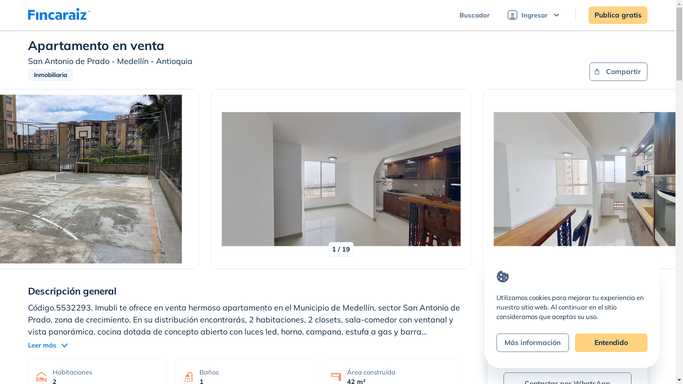 Fincaraiz
Buscador
Ingresar
Publica gratis
Apartamento en venta
San Antonio de Prado - Medellín - Antioquia
Inmobiliaria
Compartir
1 / 19
Descripción general
Código.5532293. Imubli te ofrece en venta hermoso apartamento en el Municipio de Medellín, sector San Antonio de
Prado, zona de crecimiento. En su distribución encontrarás, 2 habitaciones, 2 closets, sala-comedor con ventanal y
vista panorámica, cocina dotada de concepto abierto con luces led, horno, campana, estufa a gas y barra...
Leer más
Habitaciones
2
Baños
1
Área construida
42 m²
Utilizamos cookies para mejorar tu experiencia en
nuestro sitio web. Al continuar en el sitio
consideramos que aceptas su uso.
Más información
Entendido
Contactar por WhatsApp